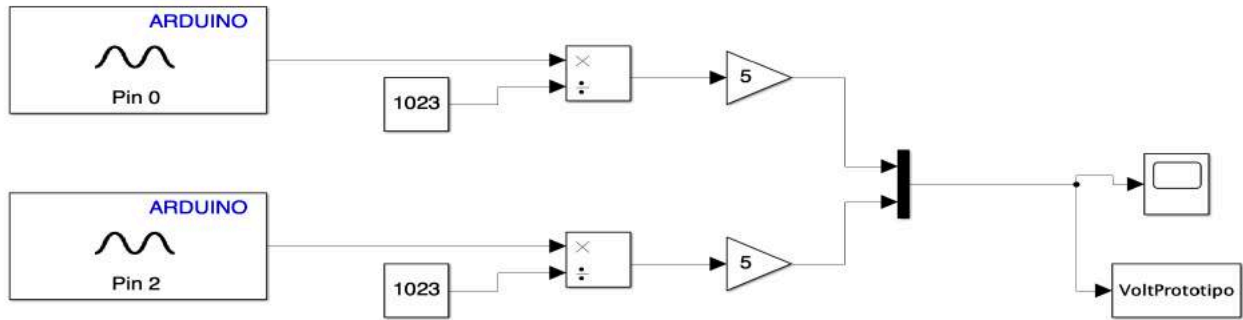 ARDUINO
Pin 0
1023
×
÷
5
ARDUINO
Pin 2
1023
×
÷
5
VoltPrototipo